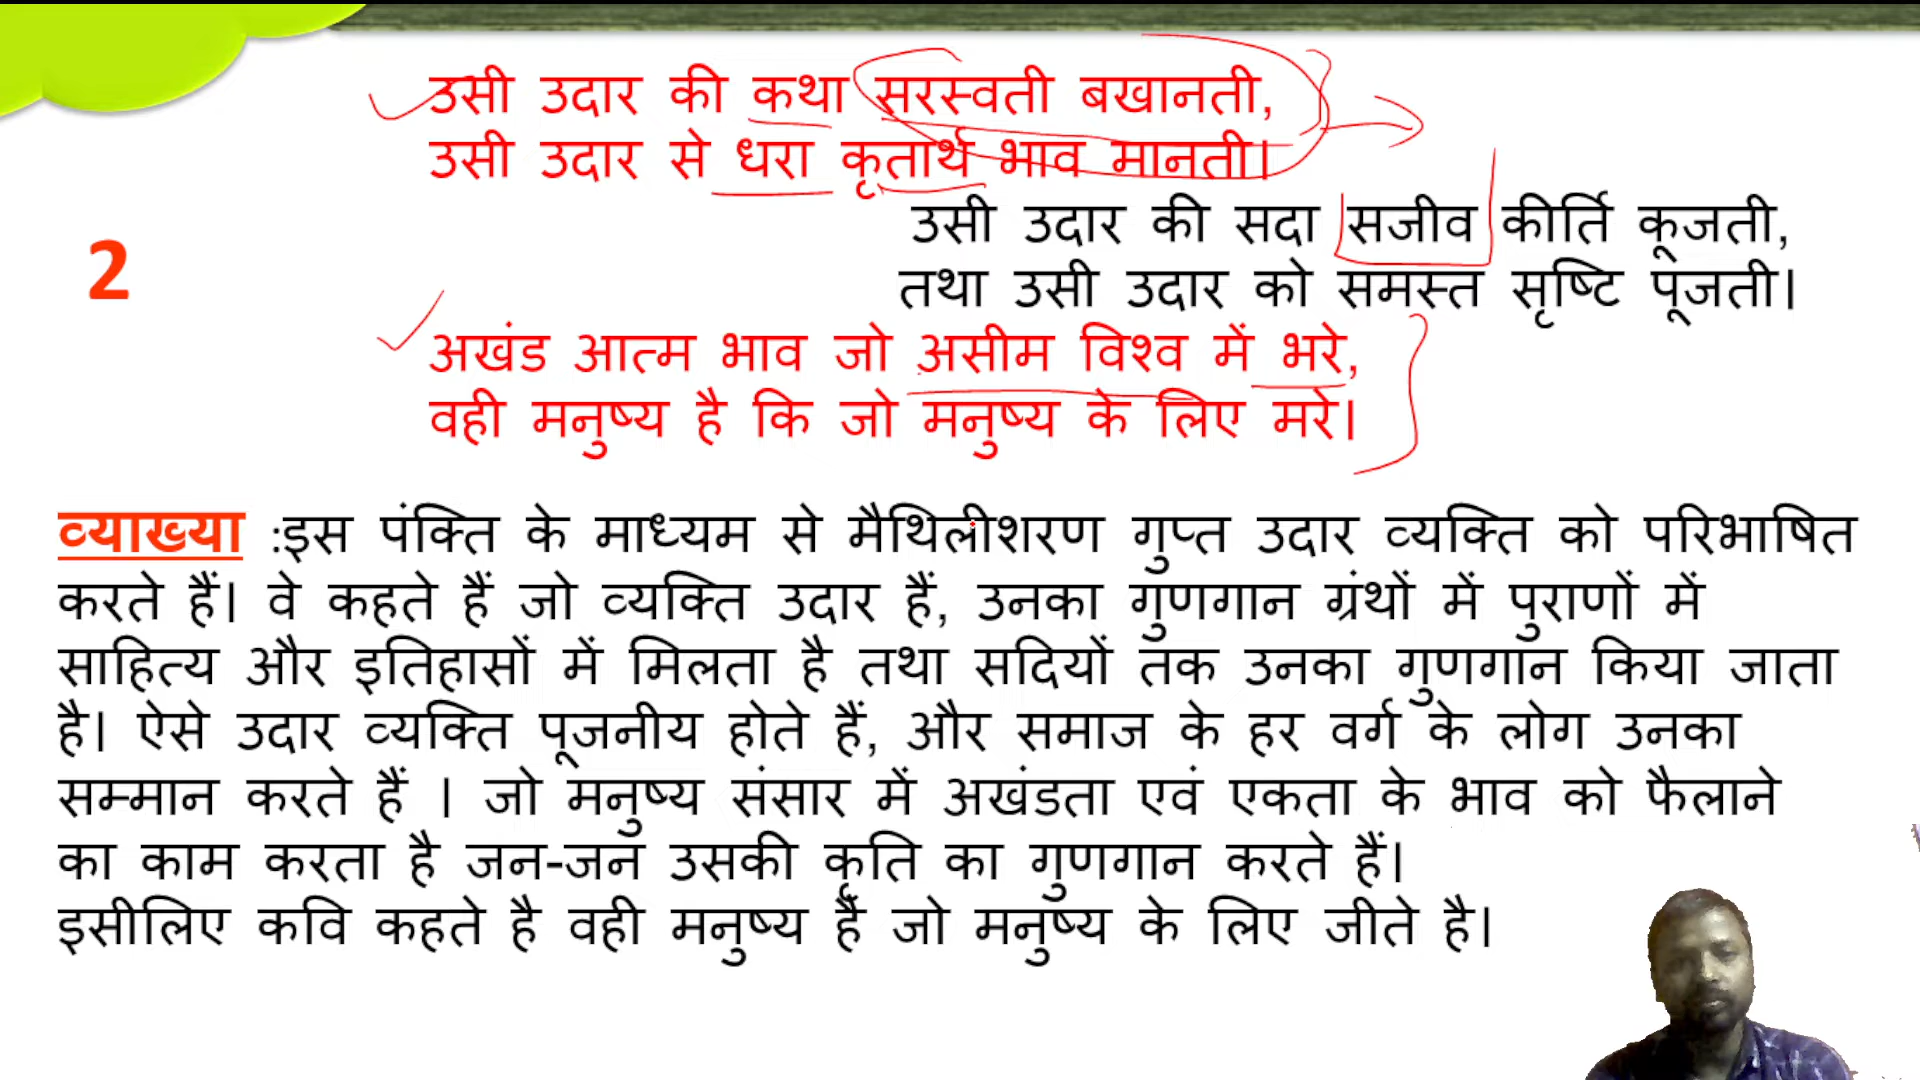 उसी उदार की कथा सरस्वती बखानती,
उसी उदार से धरा कृतार्थ भाव मानती।
उसी उदार की सदा सजीव कीर्ति कूजती,
तथा उसी उदार को समस्त सृष्टि पूजती।
2
अखंड आत्म भाव जो असीम विश्व में भरे,
वही मनुष्य है कि जो मनुष्य के लिए मरे।
व्याख्या :इस पंक्ति के माध्यम से मैथिलीशरण गुप्त उदार व्यक्ति को परिभाषित
करते हैं। वे कहते हैं जो व्यक्ति उदार हैं, उनका गुणगान ग्रंथों में पुराणों में
साहित्य और इतिहासों में मिलता है तथा सदियों तक उनका गुणगान किया जाता
है। ऐसे उदार व्यक्ति पूजनीय होते हैं, और समाज के हर वर्ग के लोग उनका
सम्मान करते हैं । जो मनुष्य संसार में अखंडता एवं एकता के भाव को फैलाने
का काम करता है जन-जन उसकी कृति का गुणगान करते हैं।
इसीलिए कवि कहते है वही मनुष्य है जो मनुष्य के लिए जीते है।